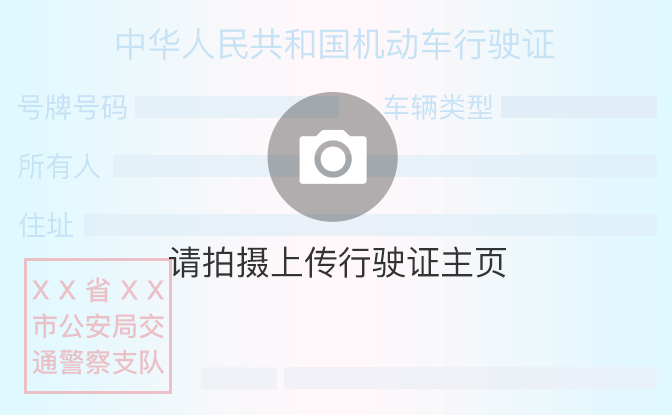 中华人民共和国机动车行驶证
号牌号码 车辆类型
所有人
住址
请拍摄上传行驶证主页
X X 省 X X
市公安局交
通警察支队